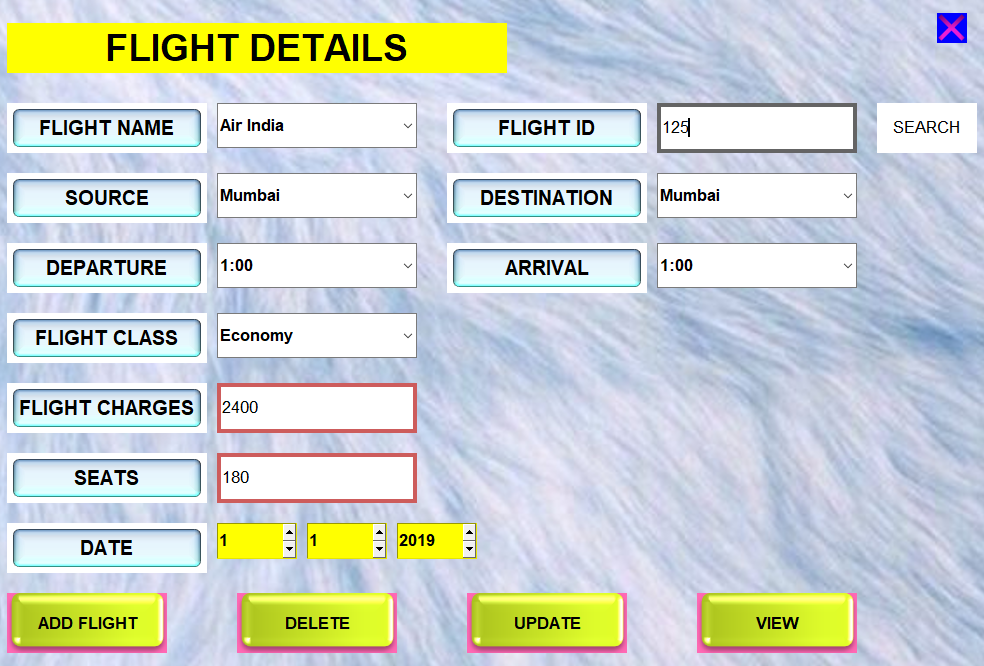 FLIGHT DETAILS
FLIGHT NAME Air India FLIGHT ID 125 SEARCH
SOURCE Mumbai DESTINATION Mumbai
DEPARTURE 1:00 ARRIVAL 1:00
FLIGHT CLASS Economy
FLIGHT CHARGES 2400
SEATS 180
DATE 1 1 2019
ADD FLIGHT DELETE UPDATE VIEW